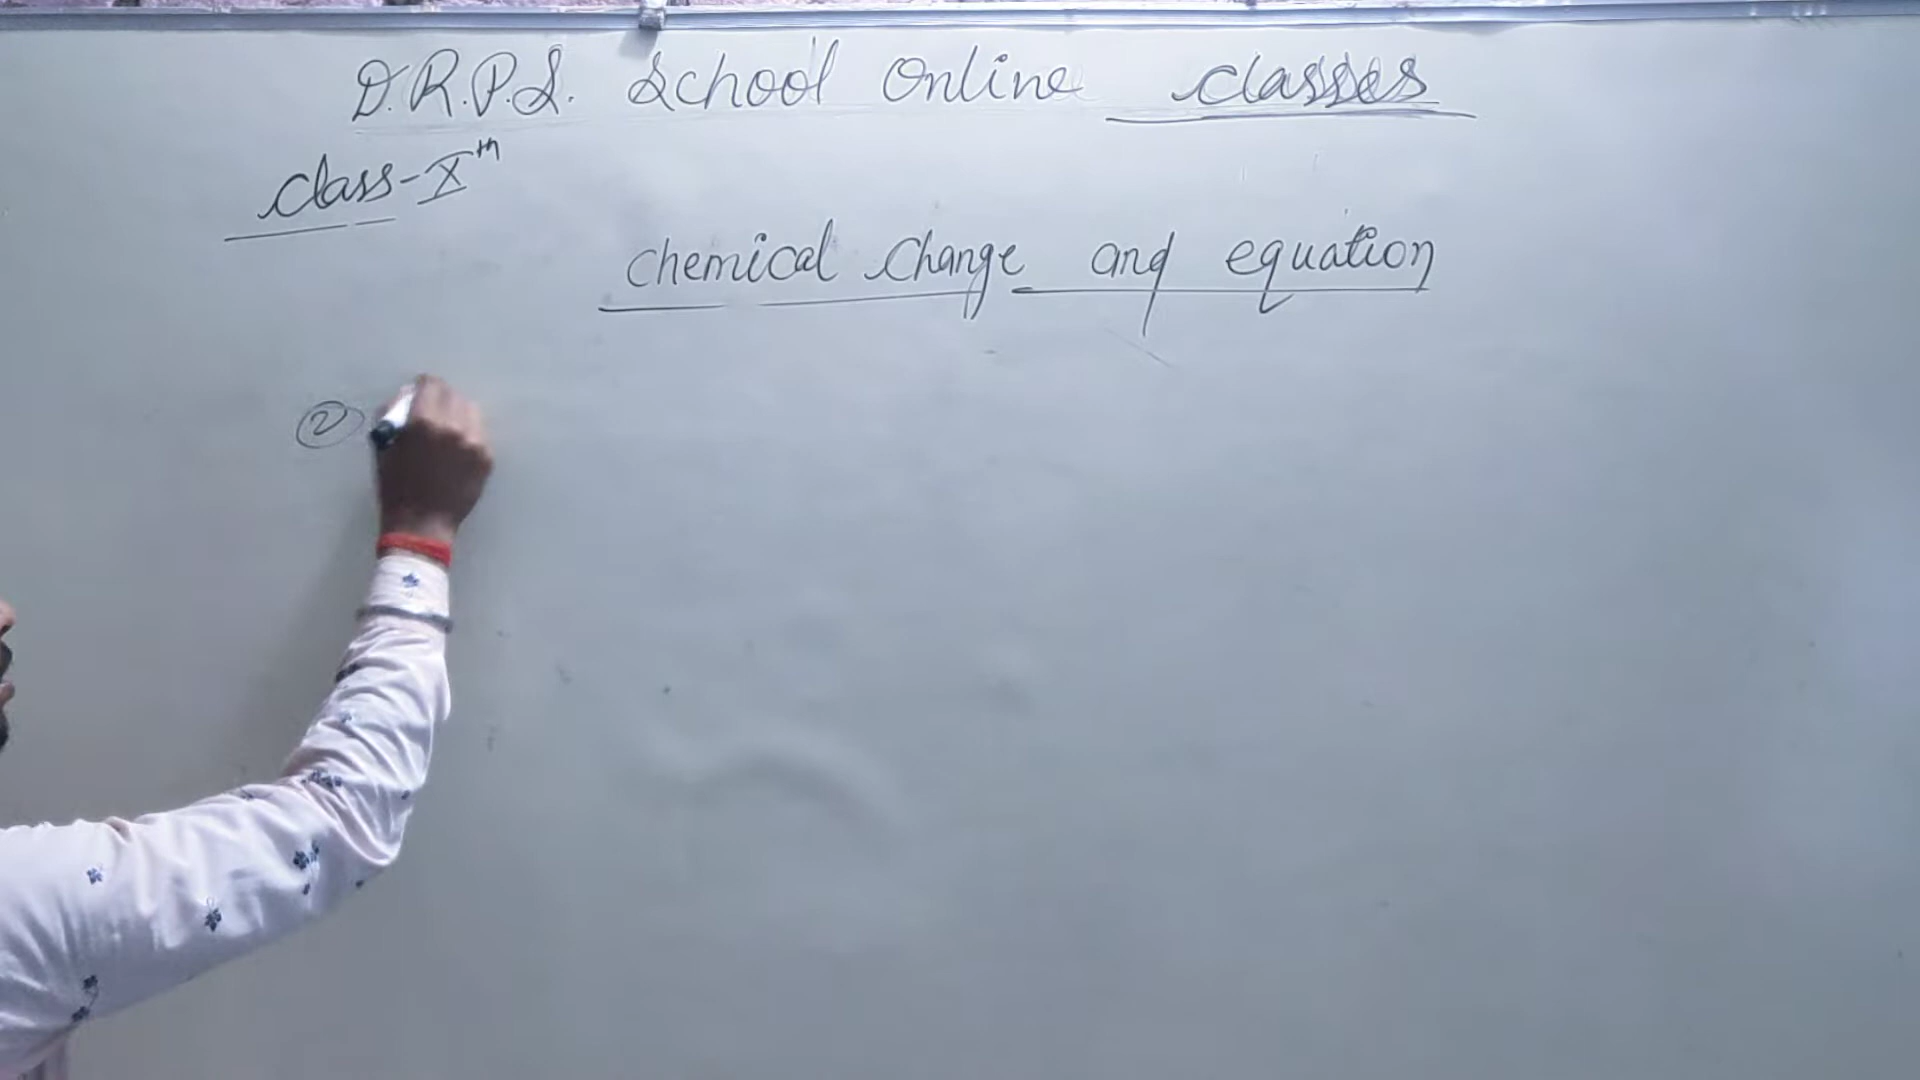 D.R.P.S. School Online classes
class-Xth
chemical change and equation
②